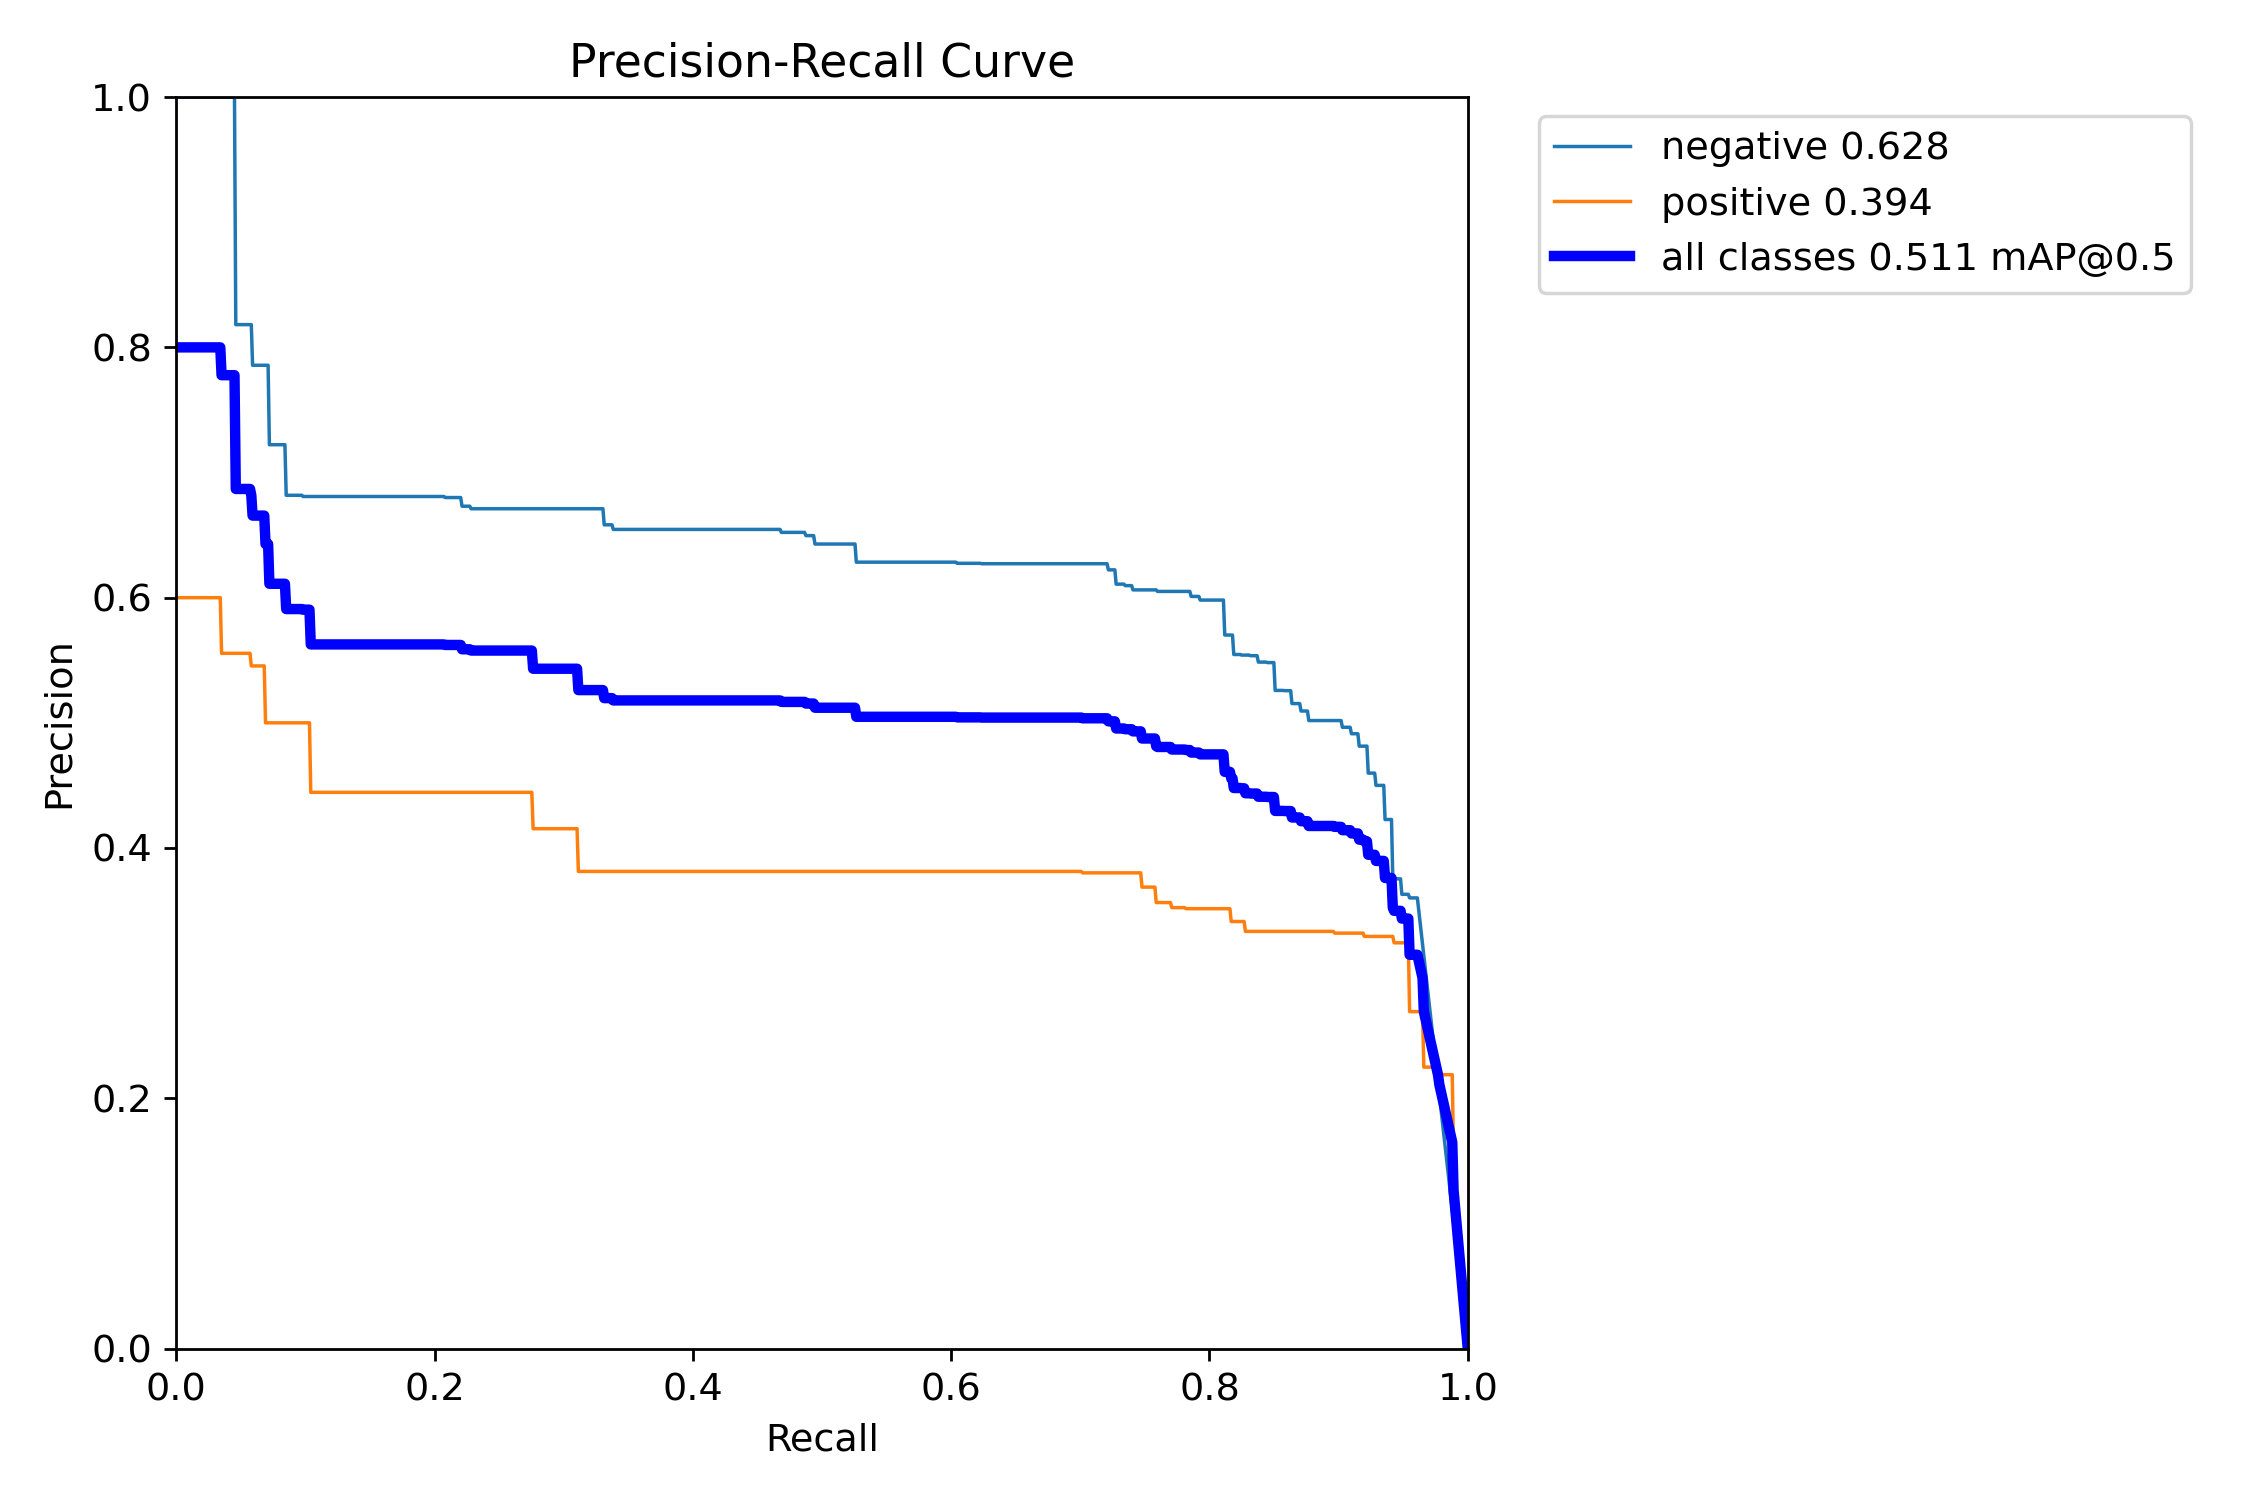 Precision-Recall Curve
1.0
0.8
0.6
0.4
0.2
0.0
Precision
0.0 0.2 0.4 0.6 0.8 1.0
Recall
negative 0.628
positive 0.394
all classes 0.511 mAP@0.5